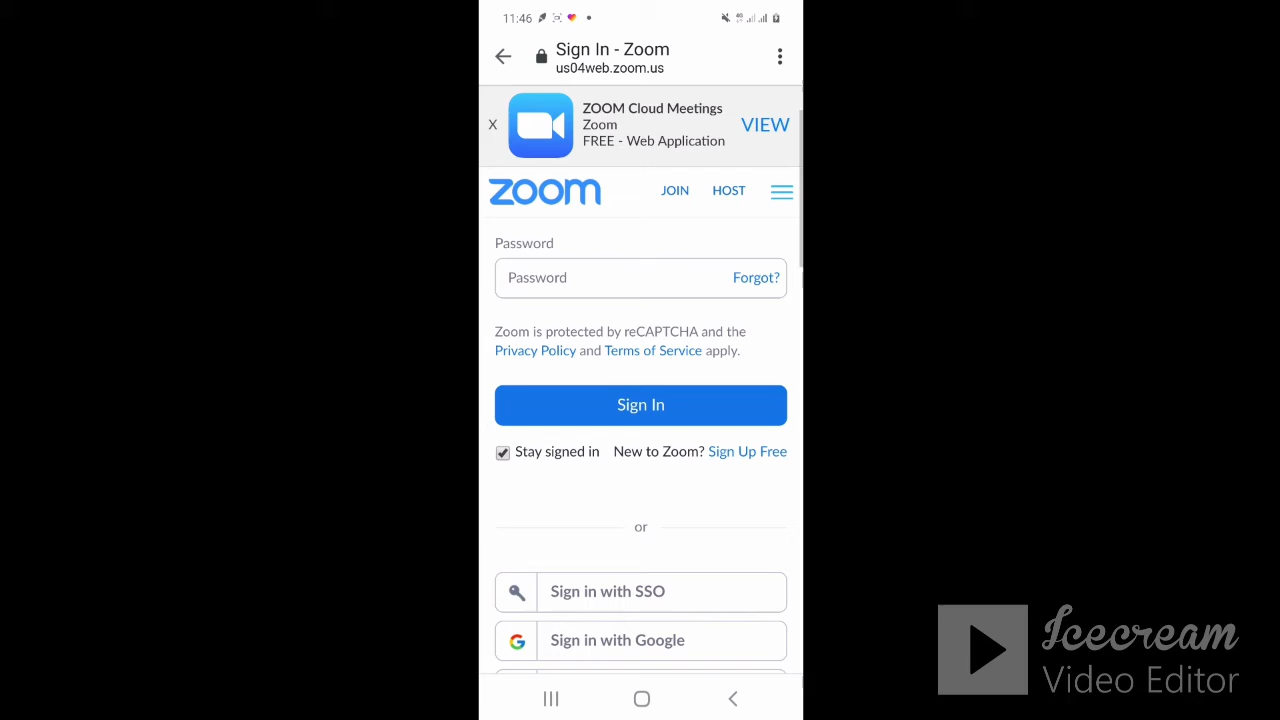 11:46
Sign In - Zoom
us04web.zoom.us
X
ZOOM Cloud Meetings
Zoom
FREE - Web Application
VIEW
zoom
JOIN
HOST
Password
Password
Forgot?
Zoom is protected by reCAPTCHA and the
Privacy Policy and Terms of Service apply.
Sign In
Stay signed in
New to Zoom? Sign Up Free
or
Sign in with SSO
Sign in with Google
Icecream
Video Editor